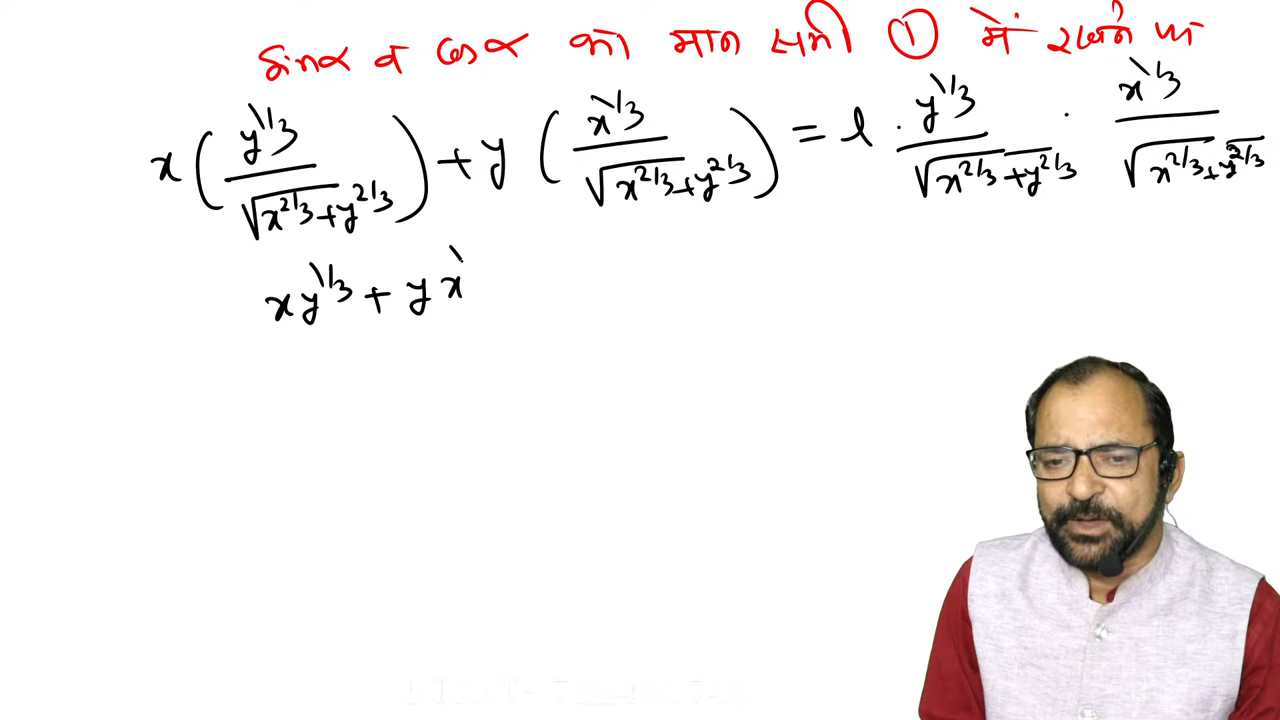 sinα व cosα का मान समी ① में रखने पर
x(y^{1/3}/√(x^{2/3}+y^{2/3})) + y(x^{1/3}/√(x^{2/3}+y^{2/3})) = l · y^{1/3}/√(x^{2/3}+y^{2/3}) · x^{1/3}/√(x^{2/3}+y^{2/3})
xy^{1/3} + yx^{\